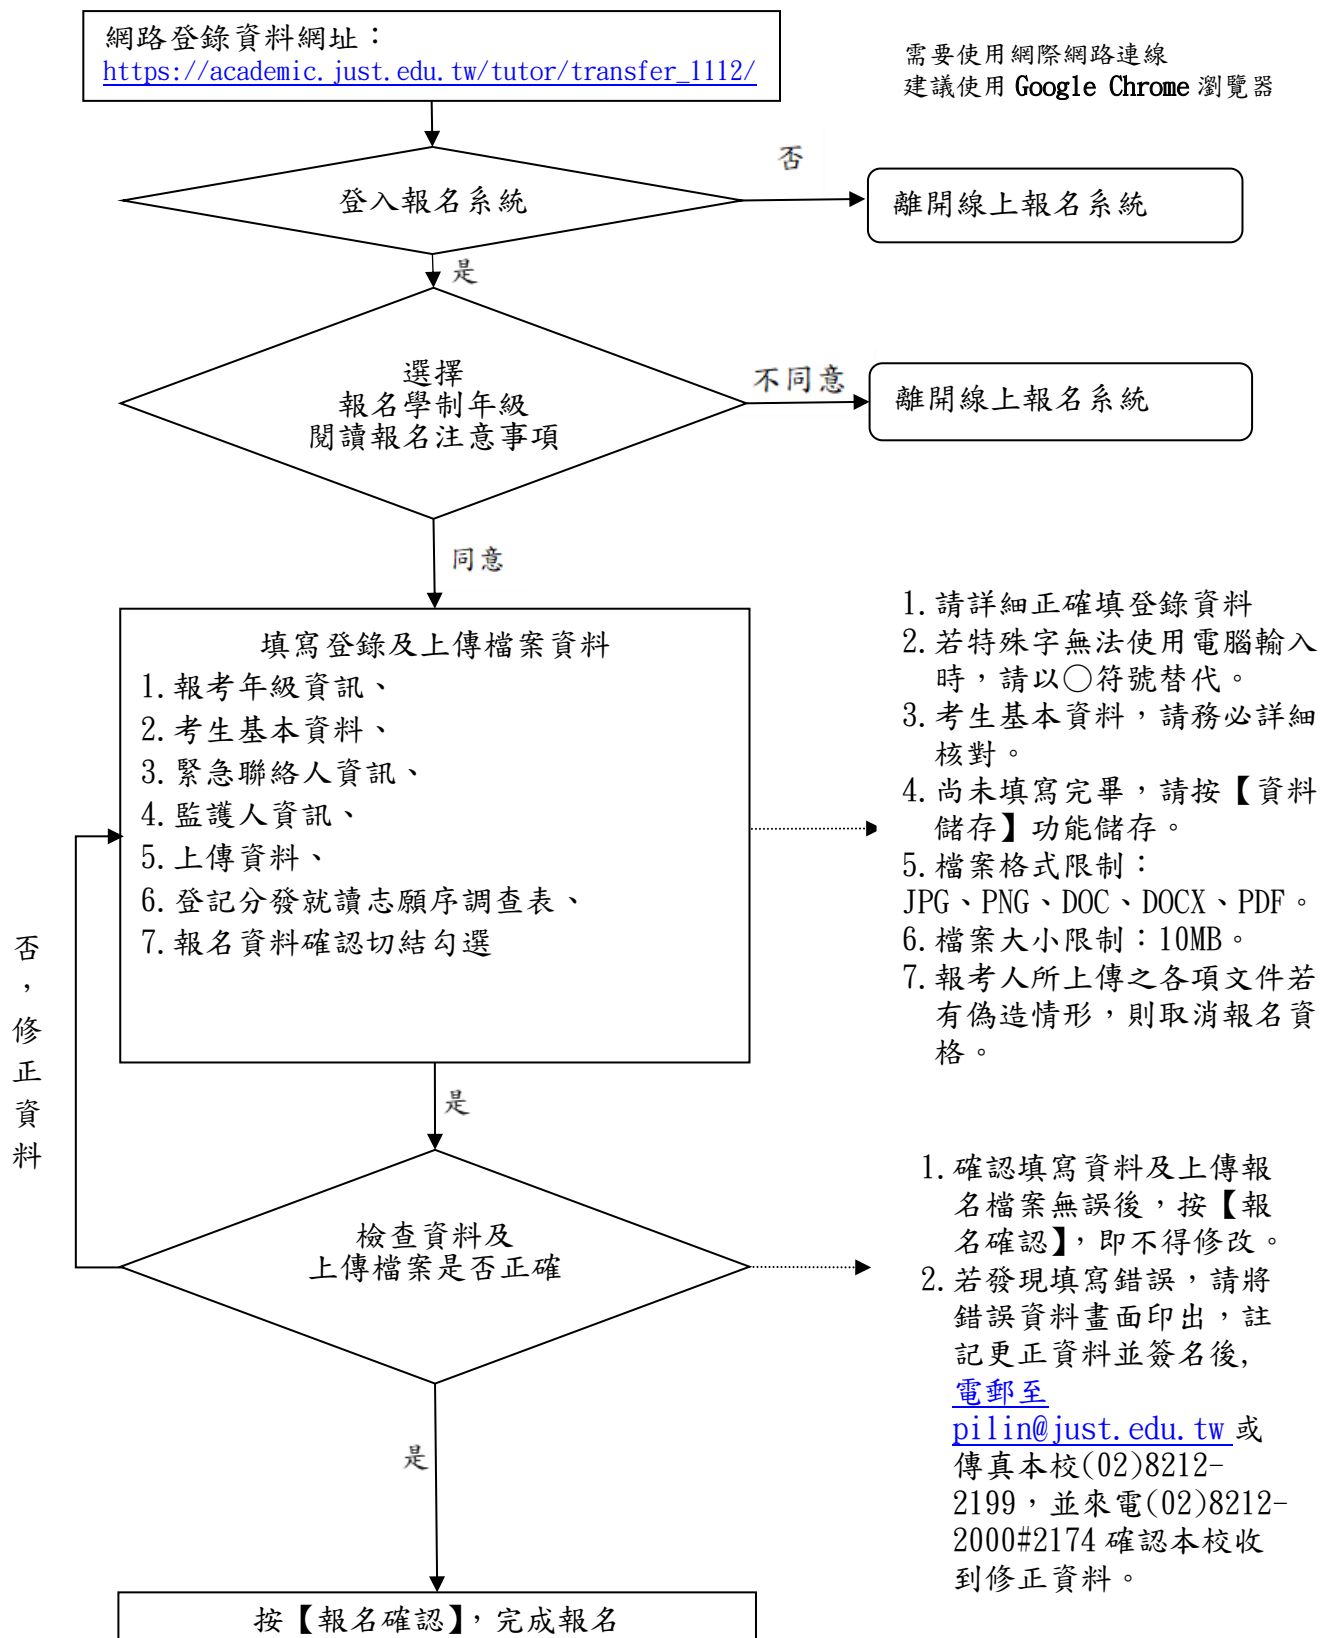 網路登錄資料網址：
https://academic.just.edu.tw/tutor/transfer_1112/
需要使用網際網路連線
建議使用 Google Chrome 瀏覽器
登入報名系統
否
離開線上報名系統
是
選擇
報名學制年級
閱讀報名注意事項
不同意
離開線上報名系統
同意
填寫登錄及上傳檔案資料
1.報考年級資訊、
2.考生基本資料、
3.緊急聯絡人資訊、
4.監護人資訊、
5.上傳資料、
6.登記分發就讀志願序調查表、
7.報名資料確認切結勾選
1.請詳細正確填登錄資料
2.若特殊字無法使用電腦輸入
時，請以○符號替代。
3.考生基本資料，請務必詳細
核對。
4.尚未填寫完畢，請按【資料
儲存】功能儲存。
5.檔案格式限制：
JPG、PNG、DOC、DOCX、PDF。
6.檔案大小限制：10MB。
7.報考人所上傳之各項文件若
有偽造情形，則取消報名資
格。
否
，
修
正
資
料
是
檢查資料及
上傳檔案是否正確
1.確認填寫資料及上傳報
名檔案無誤後，按【報
名確認】，即不得修改。
2.若發現填寫錯誤，請將
錯誤資料畫面印出，註
記更正資料並簽名後,
電郵至
pilin@just.edu.tw 或
傳真本校(02)8212-
2199，並來電(02)8212-
2000#2174 確認本校收
到修正資料。
是
按【報名確認】，完成報名